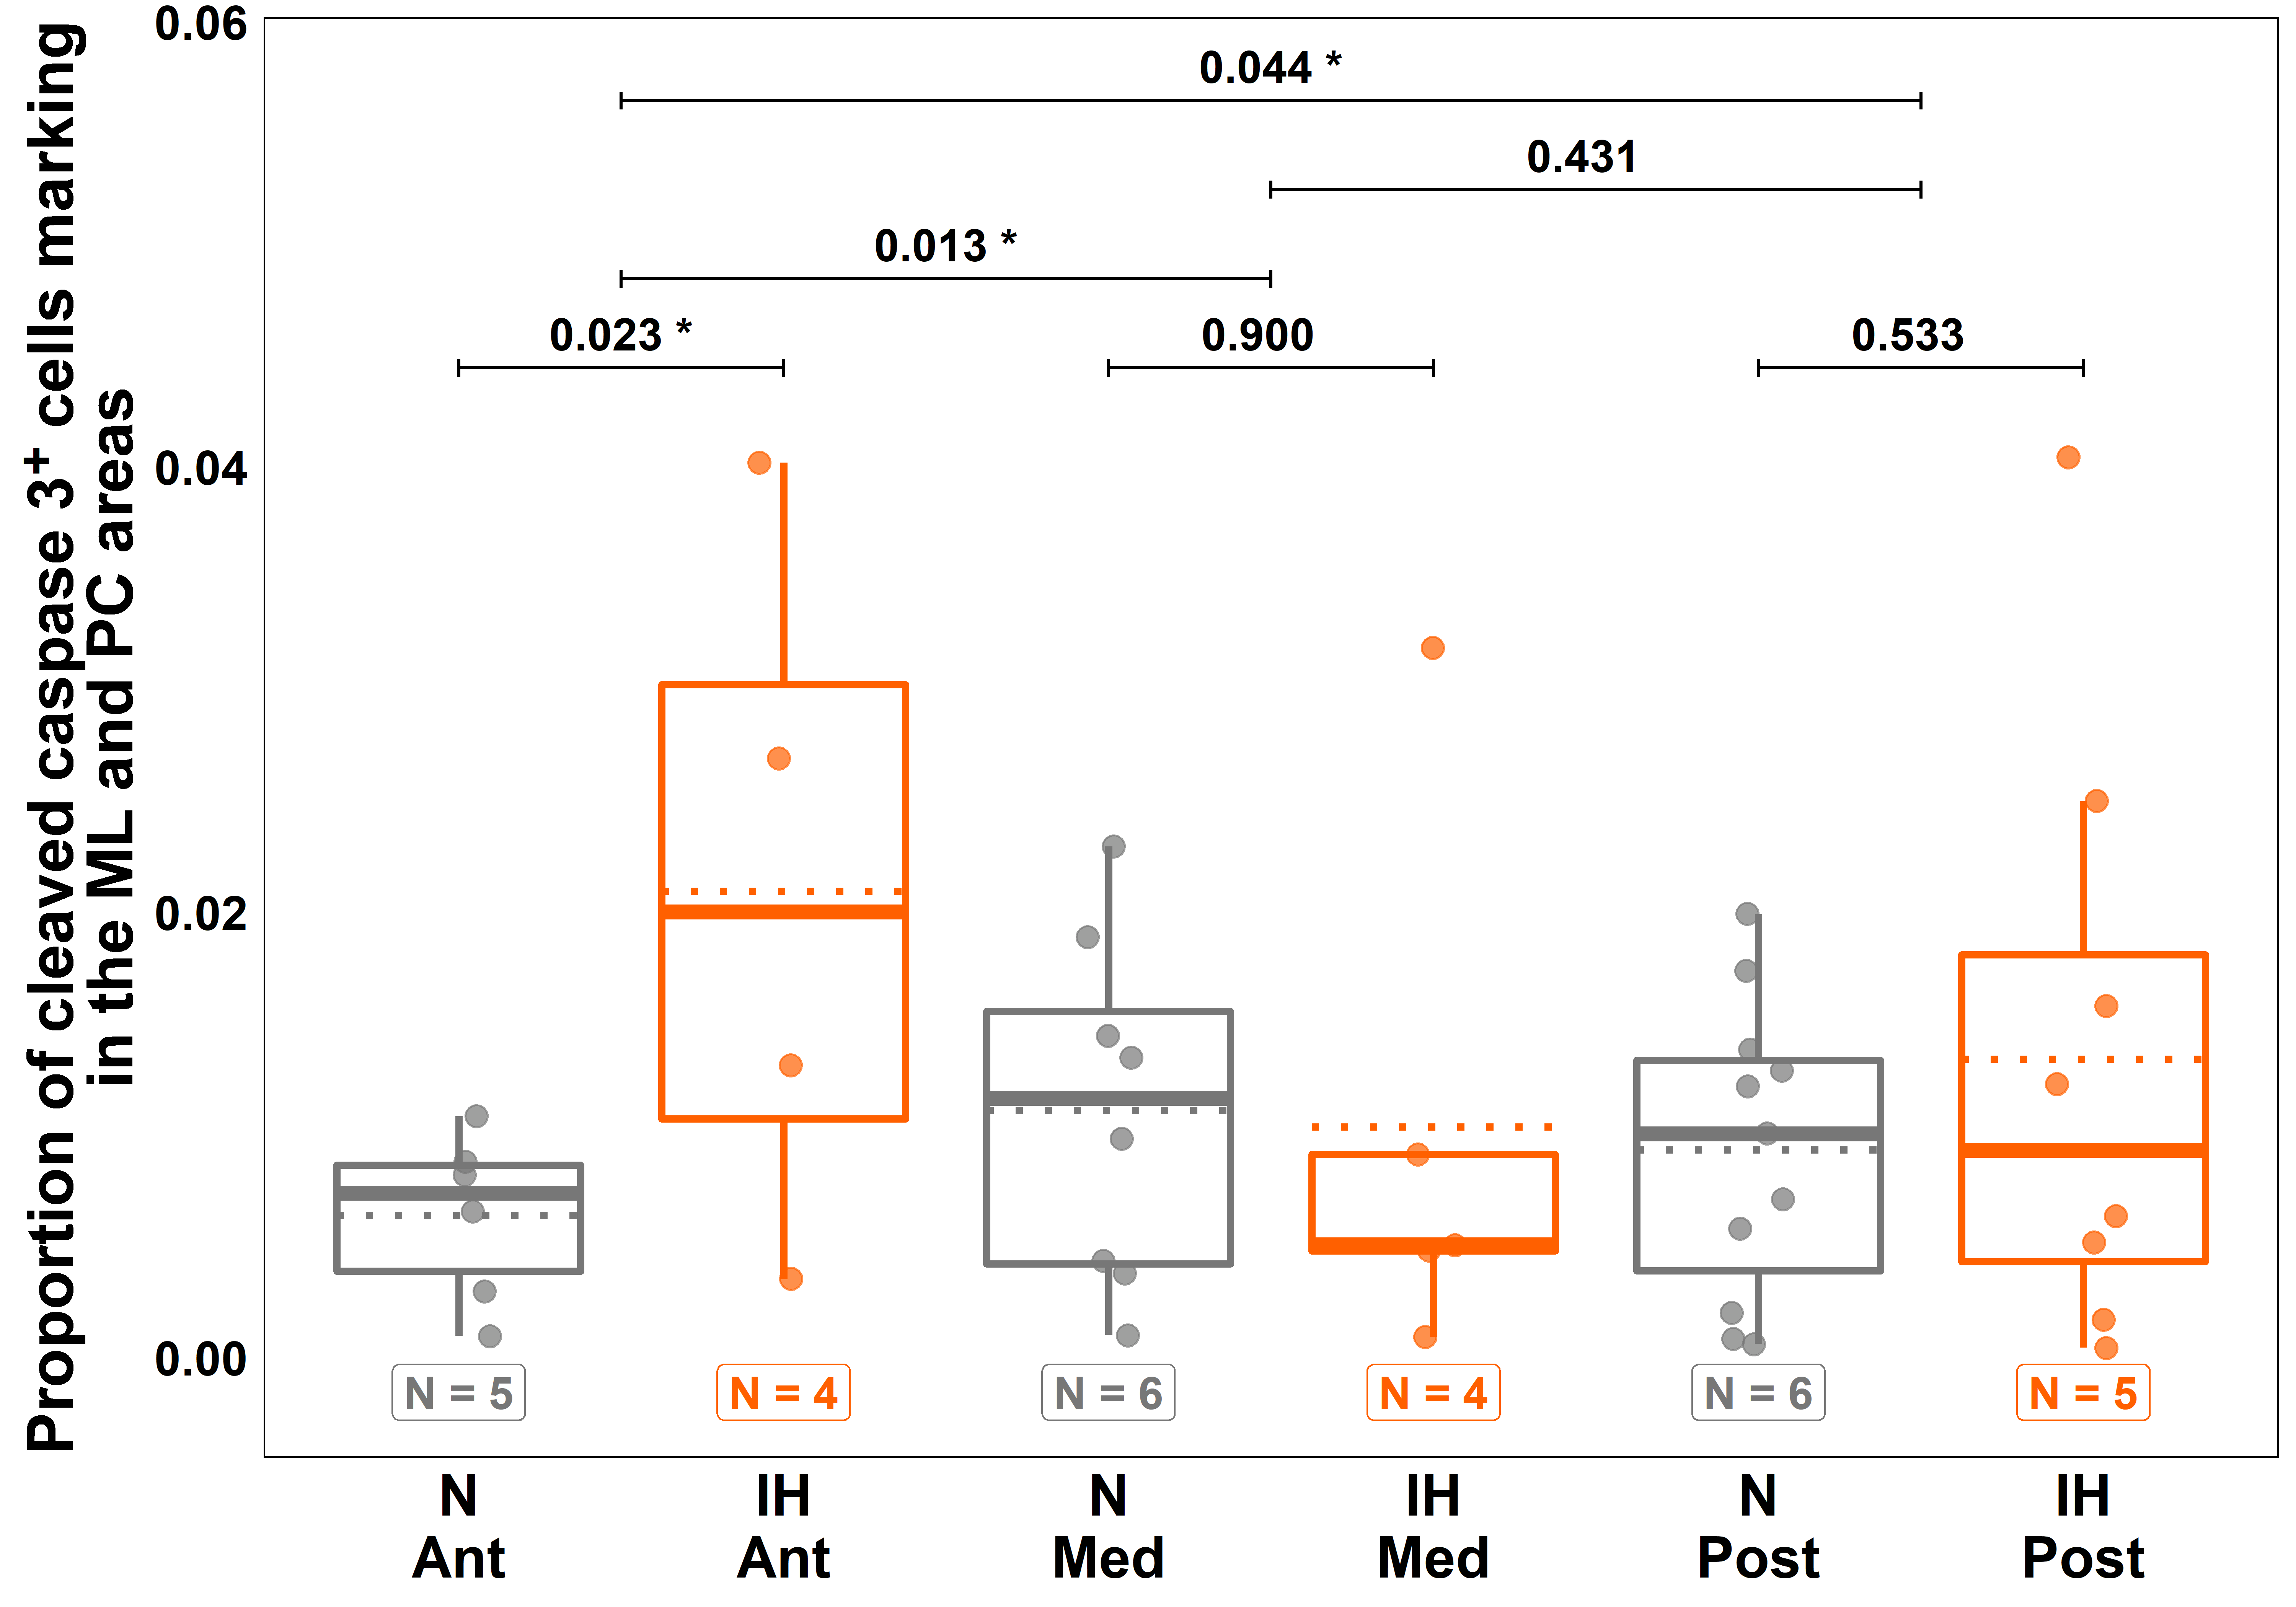 Proportion of cleaved caspase 3⁺ cells marking
in the ML and PC areas
0.06
0.04
0.02
0.00
0.044 *
0.431
0.013 *
0.023 *
0.900
0.533
N = 5
N = 4
N = 6
N = 4
N = 6
N = 5
N
Ant
IH
Ant
N
Med
IH
Med
N
Post
IH
Post